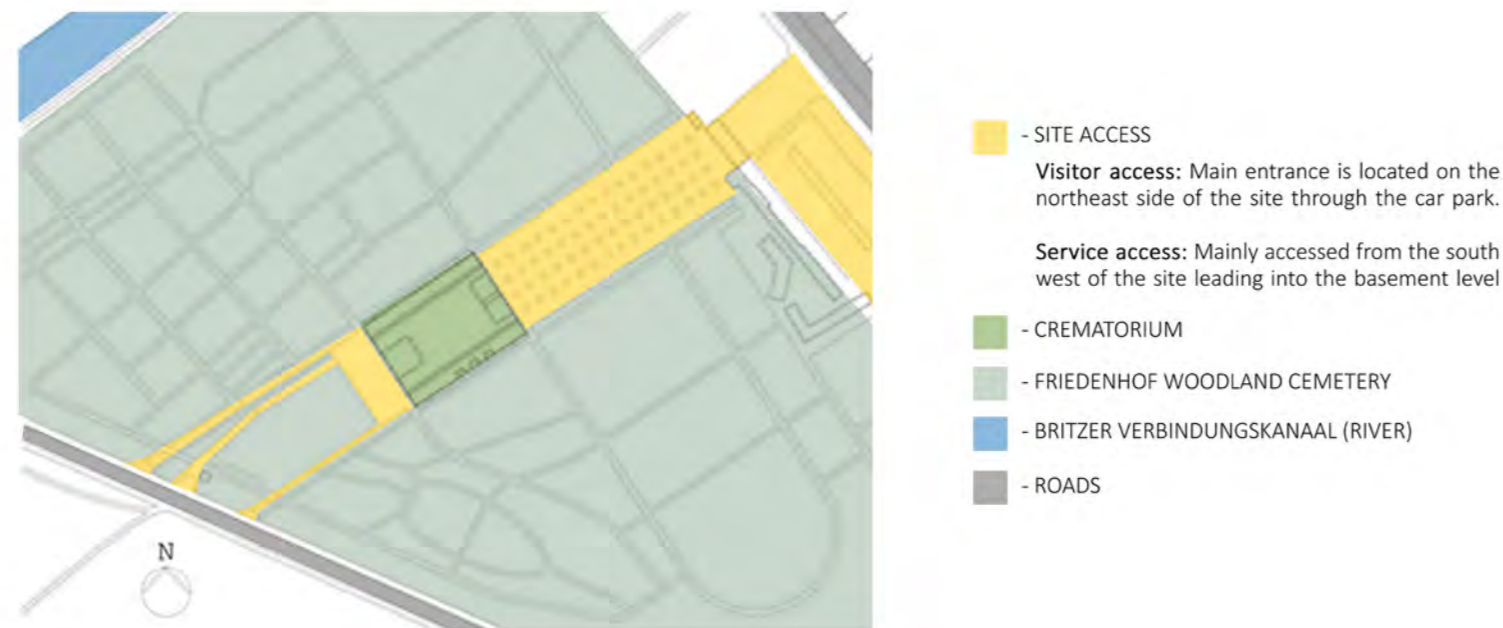 - SITE ACCESS
Visitor access: Main entrance is located on the
northeast side of the site through the car park.
Service access: Mainly accessed from the south
west of the site leading into the basement level
- CREMATORIUM
- FRIEDENHOF WOODLAND CEMETERY
- BRITZER VERBINDUNGSKANAAL (RIVER)
- ROADS
N